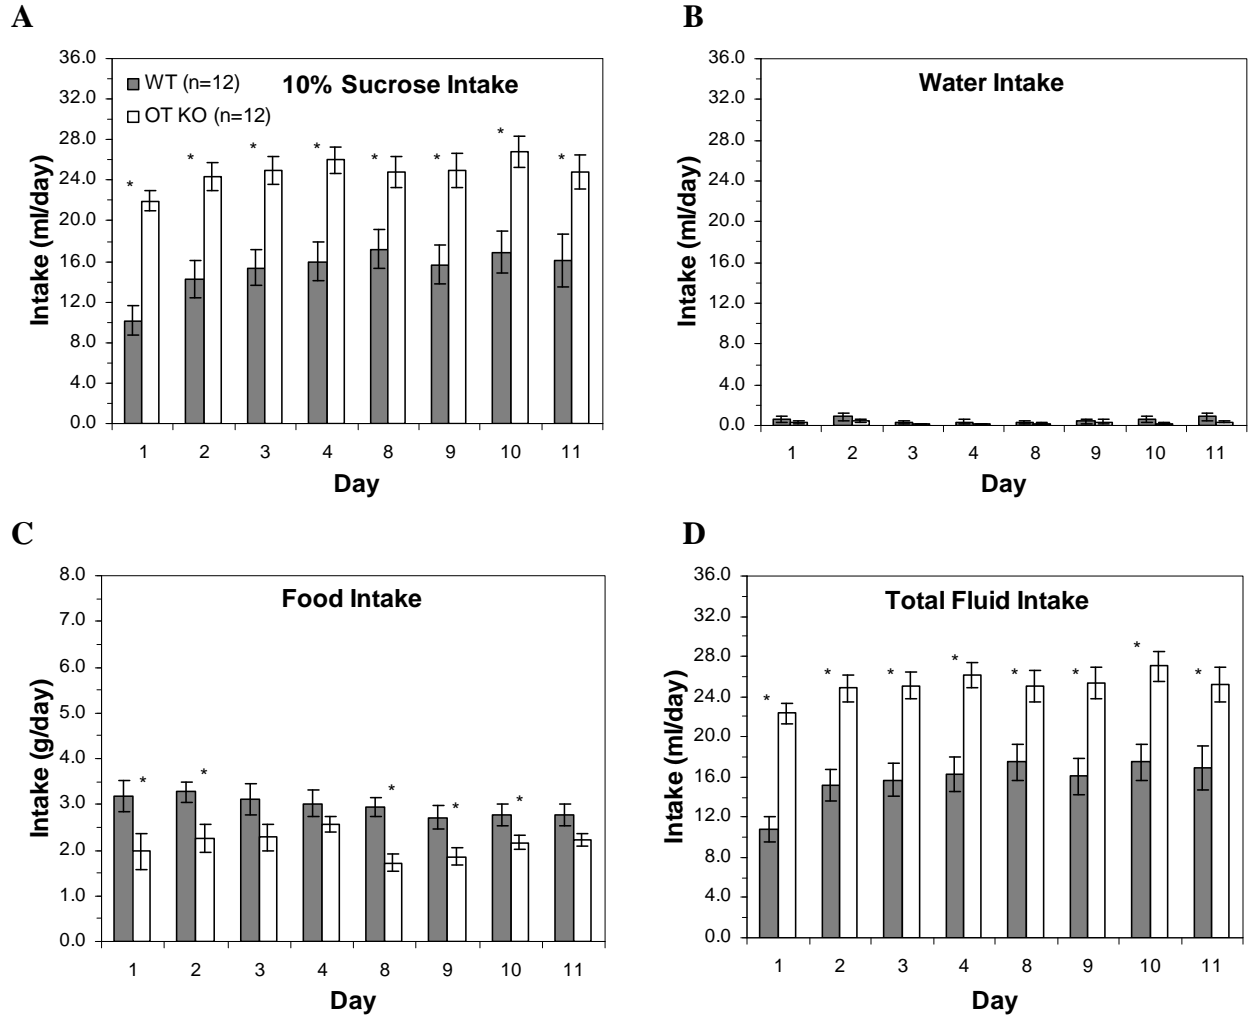 A
36.0
32.0
28.0
24.0
20.0
16.0
12.0
8.0
4.0
0.0
Intake (ml/day)
WT (n=12)
OT KO (n=12)
10% Sucrose Intake
* * * * * * * *
1 2 3 4 8 9 10 11
Day
B
36.0
32.0
28.0
24.0
20.0
16.0
12.0
8.0
4.0
0.0
Intake (ml/day)
Water Intake
1 2 3 4 8 9 10 11
Day
C
8.0
7.0
6.0
5.0
4.0
3.0
2.0
1.0
0.0
Intake (g/day)
Food Intake
* * * * *
1 2 3 4 8 9 10 11
Day
D
36.0
32.0
28.0
24.0
20.0
16.0
12.0
8.0
4.0
0.0
Intake (ml/day)
Total Fluid Intake
* * * * * * * *
1 2 3 4 8 9 10 11
Day